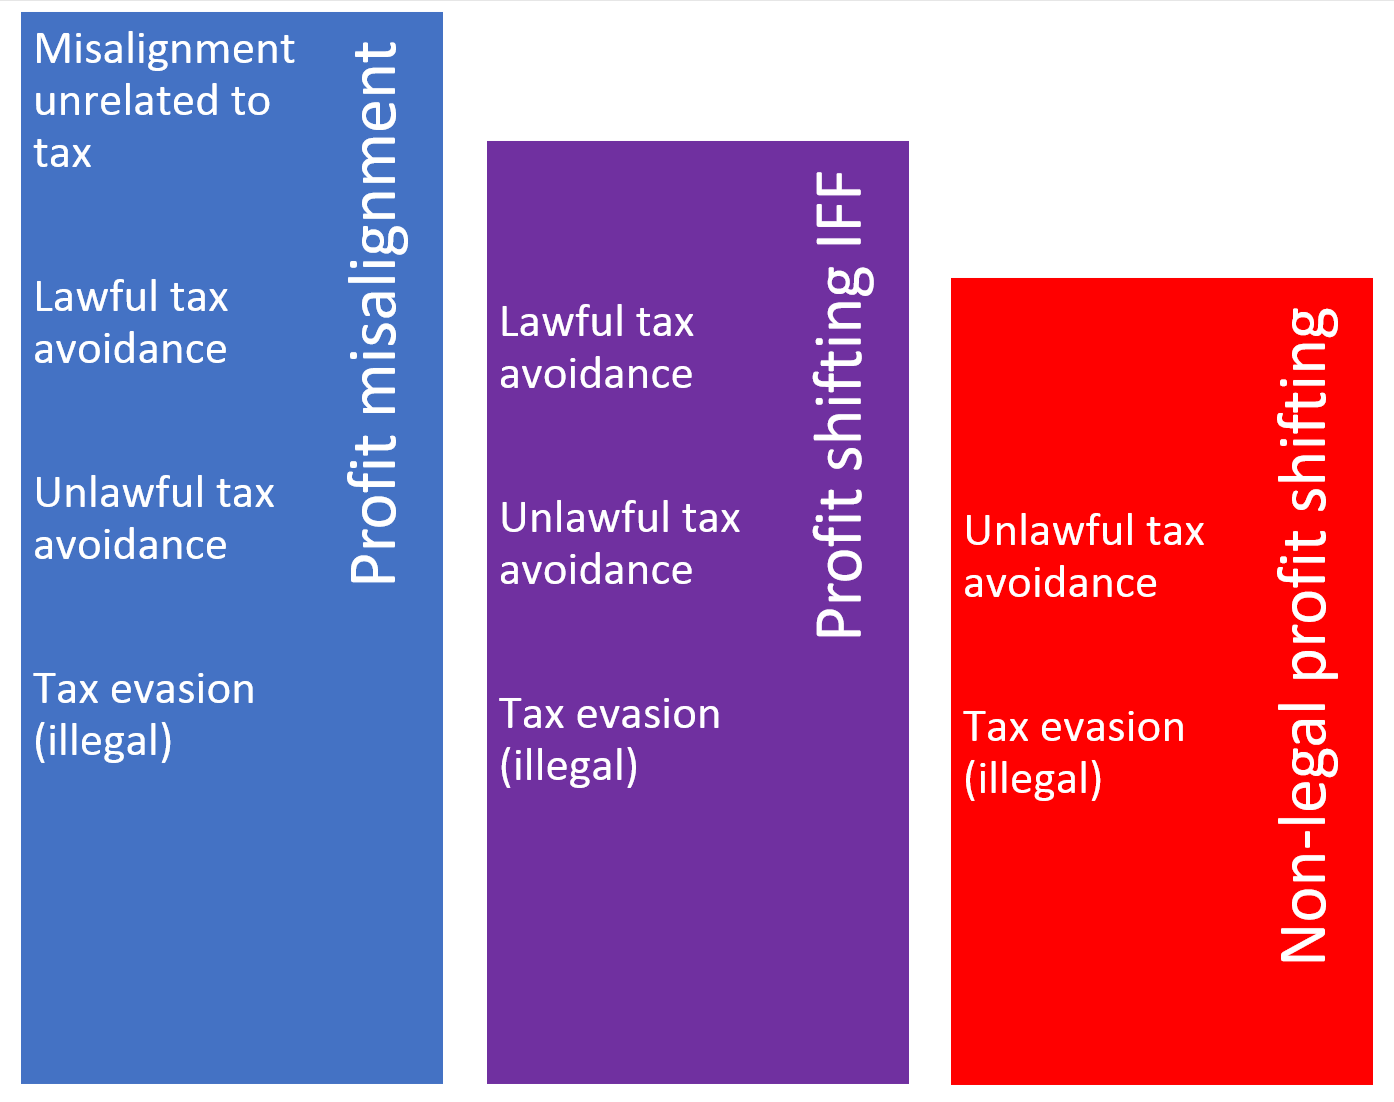 Misalignment
unrelated to
tax
Lawful tax
avoidance
Unlawful tax
avoidance
Tax evasion
(illegal)
Profit misalignment
Lawful tax
avoidance
Unlawful tax
avoidance
Tax evasion
(illegal)
Profit shifting IFF
Unlawful tax
avoidance
Tax evasion
(illegal)
Non-legal profit shifting